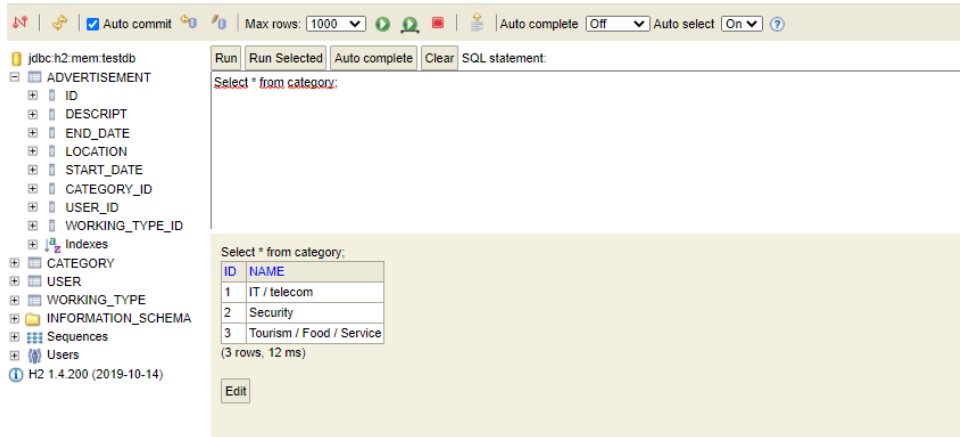 Auto commit Max rows: 1000 Auto complete Off Auto select On ?
jdbc:h2:mem:testdb
ADVERTISEMENT
ID
DESCRIPT
END_DATE
LOCATION
START_DATE
CATEGORY_ID
USER_ID
WORKING_TYPE_ID
Indexes
CATEGORY
USER
WORKING_TYPE
INFORMATION_SCHEMA
Sequences
Users
H2 1.4.200 (2019-10-14)
Run Run Selected Auto complete Clear SQL statement:
Select * from category;
Select * from category;
ID NAME
1 IT / telecom
2 Security
3 Tourism / Food / Service
(3 rows, 12 ms)
Edit